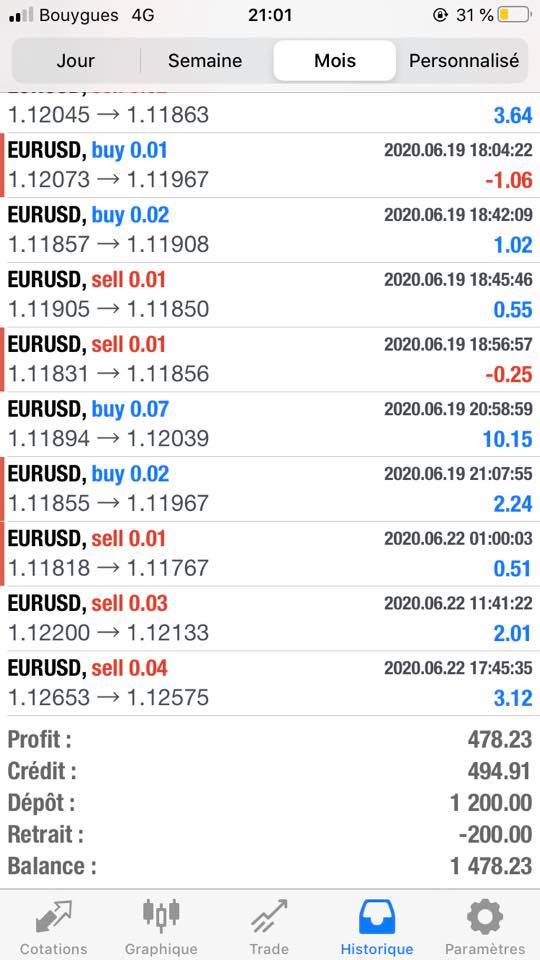 Bouygues 4G 21:01 31 %
Jour Semaine Mois Personnalisé
1.12045 → 1.11863 3.64
EURUSD, buy 0.01 2020.06.19 18:04:22
1.12073 → 1.11967 -1.06
EURUSD, buy 0.02 2020.06.19 18:42:09
1.11857 → 1.11908 1.02
EURUSD, sell 0.01 2020.06.19 18:45:46
1.11905 → 1.11850 0.55
EURUSD, sell 0.01 2020.06.19 18:56:57
1.11831 → 1.11856 -0.25
EURUSD, buy 0.07 2020.06.19 20:58:59
1.11894 → 1.12039 10.15
EURUSD, buy 0.02 2020.06.19 21:07:55
1.11855 → 1.11967 2.24
EURUSD, sell 0.01 2020.06.22 01:00:03
1.11818 → 1.11767 0.51
EURUSD, sell 0.03 2020.06.22 11:41:22
1.12200 → 1.12133 2.01
EURUSD, sell 0.04 2020.06.22 17:45:35
1.12653 → 1.12575 3.12
Profit : 478.23
Crédit : 494.91
Dépôt : 1 200.00
Retrait : -200.00
Balance : 1 478.23
Cotations Graphique Trade Historique Paramètres